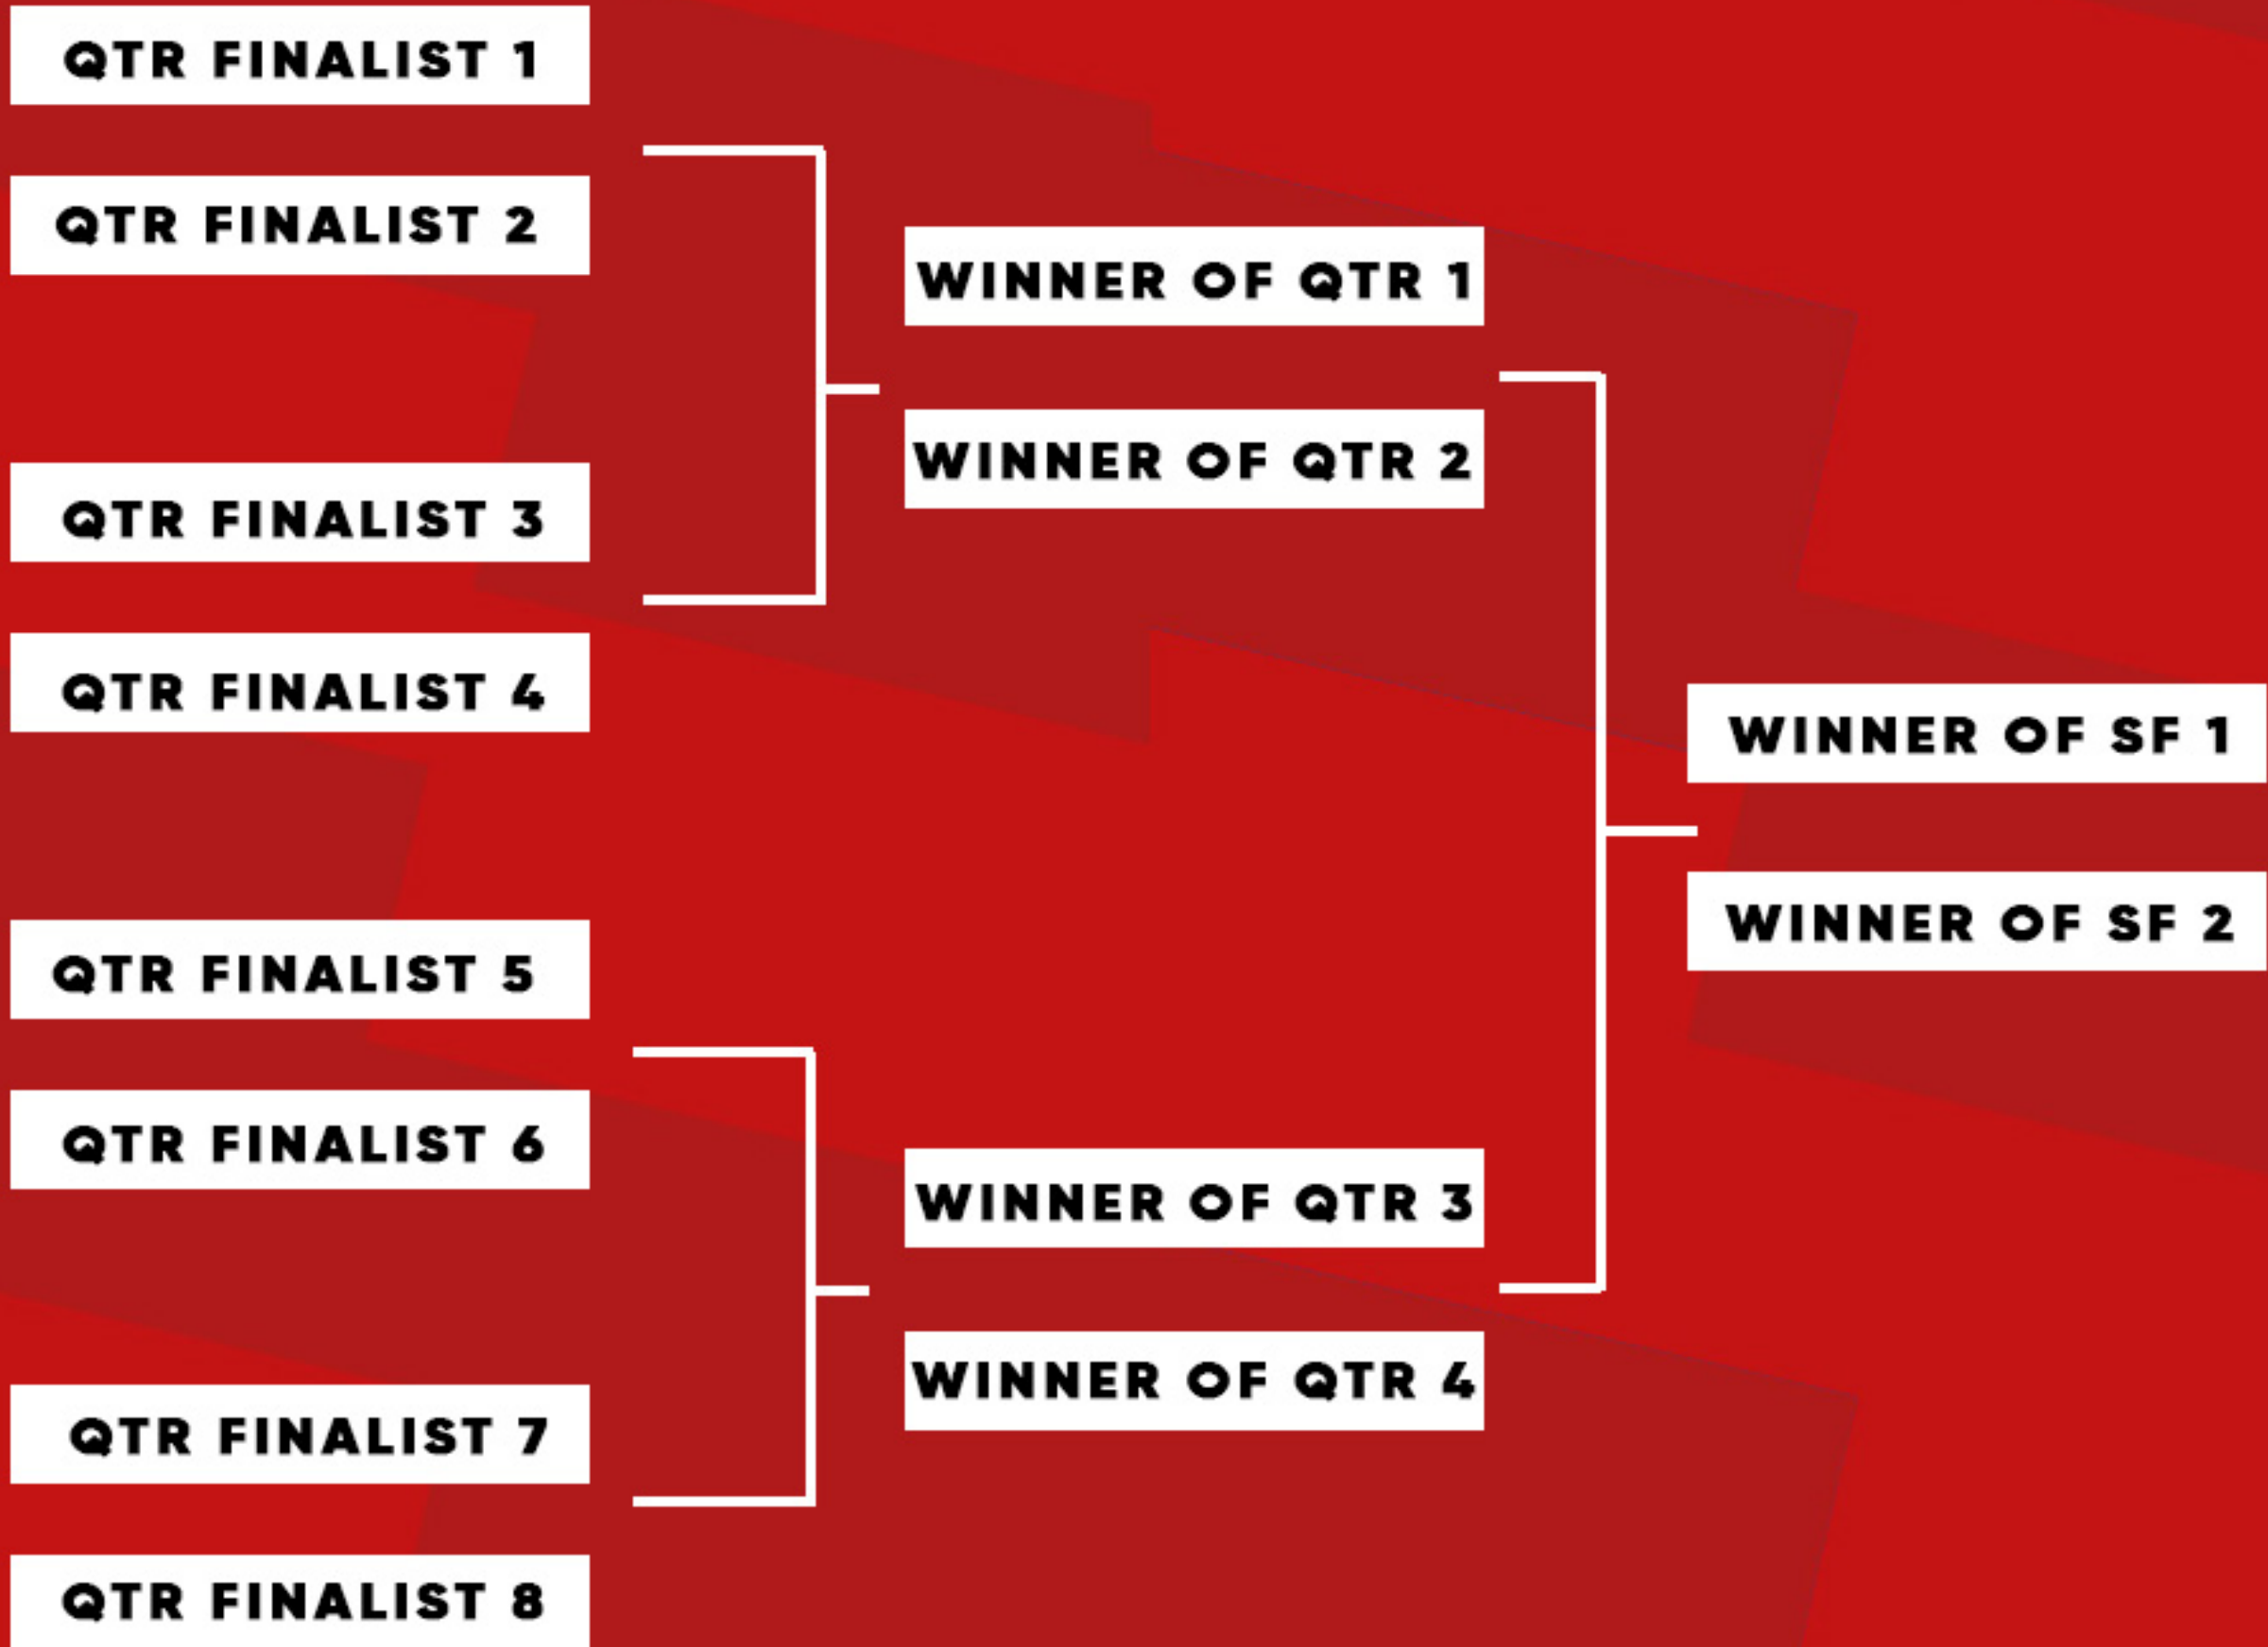 QTR FINALIST 1
QTR FINALIST 2
QTR FINALIST 3
QTR FINALIST 4
QTR FINALIST 5
QTR FINALIST 6
QTR FINALIST 7
QTR FINALIST 8
WINNER OF QTR 1
WINNER OF QTR 2
WINNER OF QTR 3
WINNER OF QTR 4
WINNER OF SF 1
WINNER OF SF 2